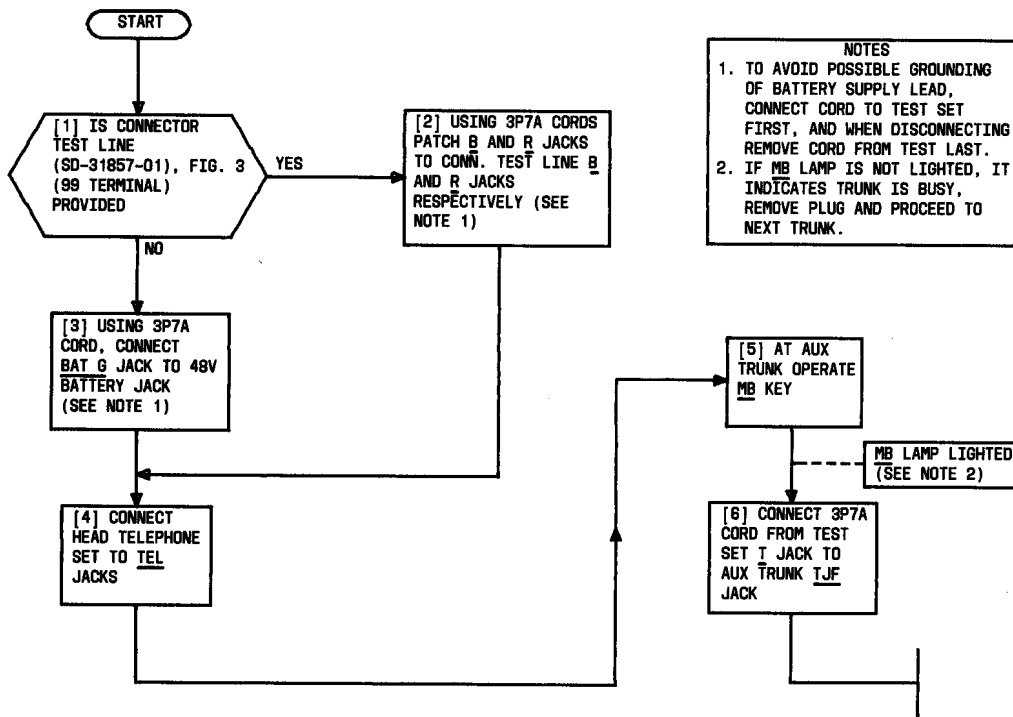 START
[1] IS CONNECTOR
TEST LINE
(SD-31857-01), FIG. 3
(99 TERMINAL)
PROVIDED
YES
NO
[2] USING 3P7A CORDS
PATCH B AND R JACKS
TO CONN. TEST LINE B
AND R JACKS
RESPECTIVELY (SEE
NOTE 1)
[3] USING 3P7A
CORD, CONNECT
BAT G JACK TO 48V
BATTERY JACK
(SEE NOTE 1)
[4] CONNECT
HEAD TELEPHONE
SET TO TEL
JACKS
NOTES
1. TO AVOID POSSIBLE GROUNDING
OF BATTERY SUPPLY LEAD,
CONNECT CORD TO TEST SET
FIRST, AND WHEN DISCONNECTING
REMOVE CORD FROM TEST LAST.
2. IF MB LAMP IS NOT LIGHTED, IT
INDICATES TRUNK IS BUSY,
REMOVE PLUG AND PROCEED TO
NEXT TRUNK.
[5] AT AUX
TRUNK OPERATE
MB KEY
MB LAMP LIGHTED
(SEE NOTE 2)
[6] CONNECT 3P7A
CORD FROM TEST
SET T JACK TO
AUX TRUNK TJF
JACK